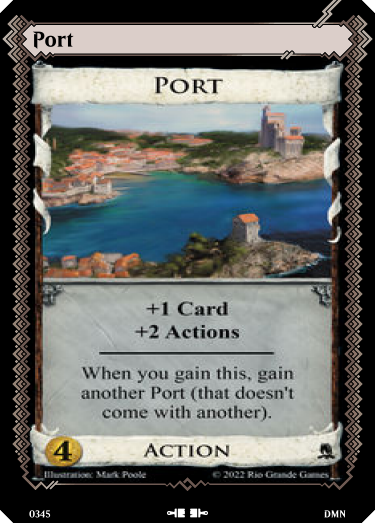 Port
PORT
+1 Card
+2 Actions
When you gain this, gain
another Port (that doesn't
come with another).
4
ACTION
Illustration: Mark Poole © 2022 Rio Grande Games
0345 DMN